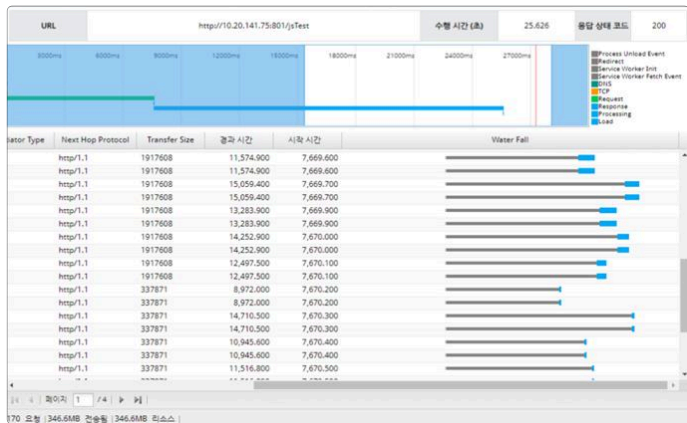 URL http://10.20.141.75:801/jsTest 수행 시간 (초) 25.626 응답 상태 코드 200
3000ms 6000ms 9000ms 12000ms 15000ms 18000ms 21000ms 24000ms 27000ms
Process Unload Event
Redirect
Service Worker Init
Service Worker Fetch Event
DNS
TCP
Request
Response
Processing
Load
iator Type Next Hop Protocol Transfer Size 경과 시간 시작 시간 Water Fall
http/1.1 1917608 11,574.900 7,669.600
http/1.1 1917608 11,574.900 7,669.600
http/1.1 1917608 15,059.400 7,669.700
http/1.1 1917608 15,059.400 7,669.700
http/1.1 1917608 13,283.900 7,669.900
http/1.1 1917608 13,283.900 7,669.900
http/1.1 1917608 14,252.900 7,670.000
http/1.1 1917608 14,252.900 7,670.000
http/1.1 1917608 12,497.500 7,670.100
http/1.1 1917608 12,497.500 7,670.100
http/1.1 337871 8,972.000 7,670.200
http/1.1 337871 8,972.000 7,670.200
http/1.1 337871 14,710.500 7,670.300
http/1.1 337871 14,710.500 7,670.300
http/1.1 337871 10,945.600 7,670.400
http/1.1 337871 10,945.600 7,670.400
http/1.1 337871 11,516.800 7,670.500
페이지 1 / 4
170 요청 | 346.6MB 전송됨 | 346.6MB 리소스 |